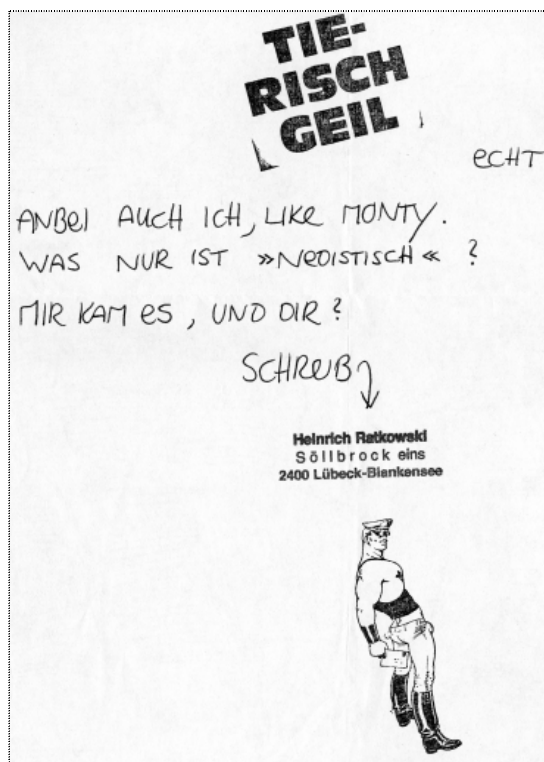 TIE-
RISCH
GEIL
ECHT
ANBEI AUCH ICH, LIKE MONTY.
WAS NUR IST »NEOISTISCH« ?
MIR KAM ES, UND DIR?
SCHREIB
Heinrich Ratkowski
Söllbrock eins
2400 Lübeck-Blankensee